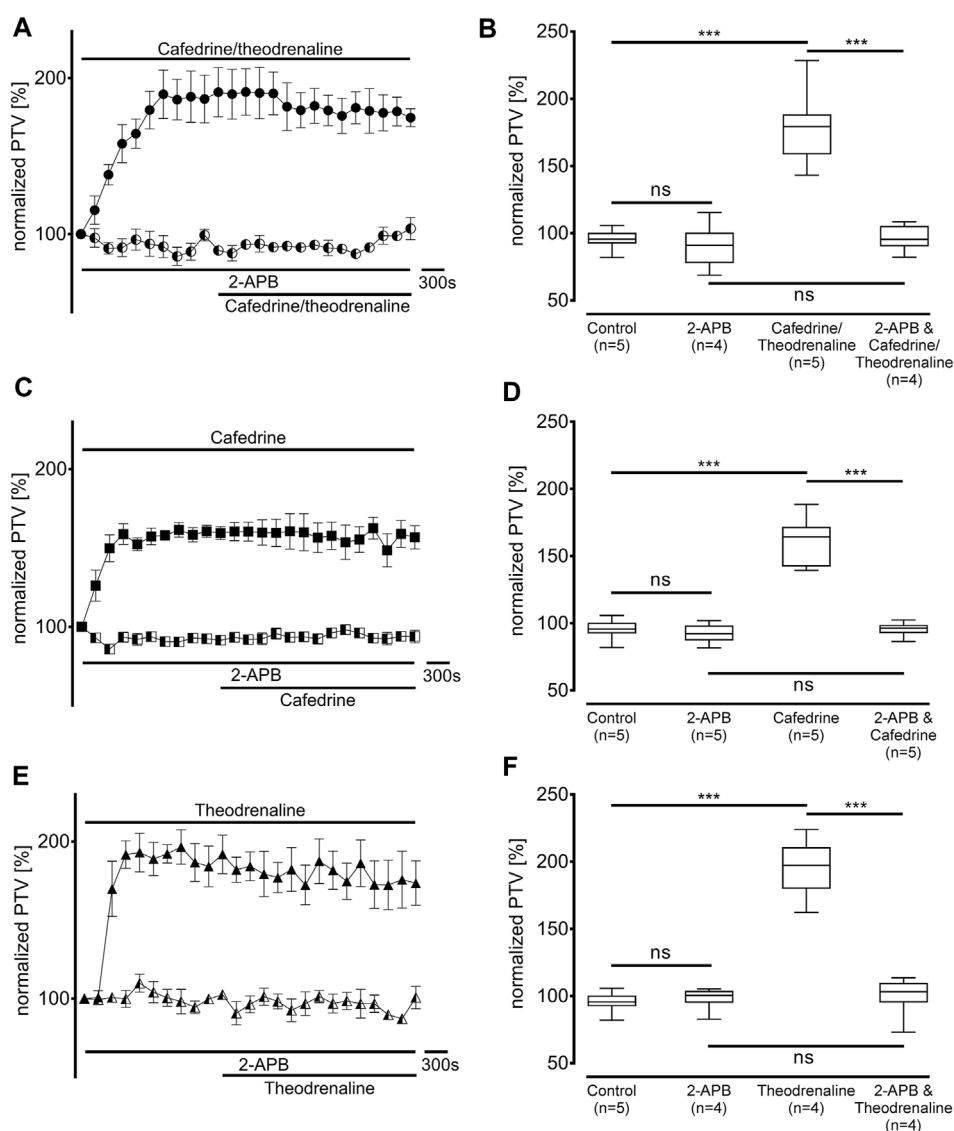 A
Cafedrine/theodrenaline
normalized PTV [%]
200
100
2-APB
300s
Cafedrine/theodrenaline
B
normalized PTV [%]
250
200
150
100
50
***
***
ns
ns
Control
(n=5)
2-APB
(n=4)
Cafedrine/
Theodrenaline
(n=5)
2-APB &
Cafedrine/
Theodrenaline
(n=4)
C
Cafedrine
normalized PTV [%]
200
100
2-APB
300s
Cafedrine
D
normalized PTV [%]
250
200
150
100
50
***
***
ns
ns
Control
(n=5)
2-APB
(n=5)
Cafedrine
(n=5)
2-APB &
Cafedrine
(n=5)
E
Theodrenaline
normalized PTV [%]
200
100
2-APB
300s
Theodrenaline
F
normalized PTV [%]
250
200
150
100
50
***
***
ns
ns
Control
(n=5)
2-APB
(n=4)
Theodrenaline
(n=4)
2-APB &
Theodrenaline
(n=4)